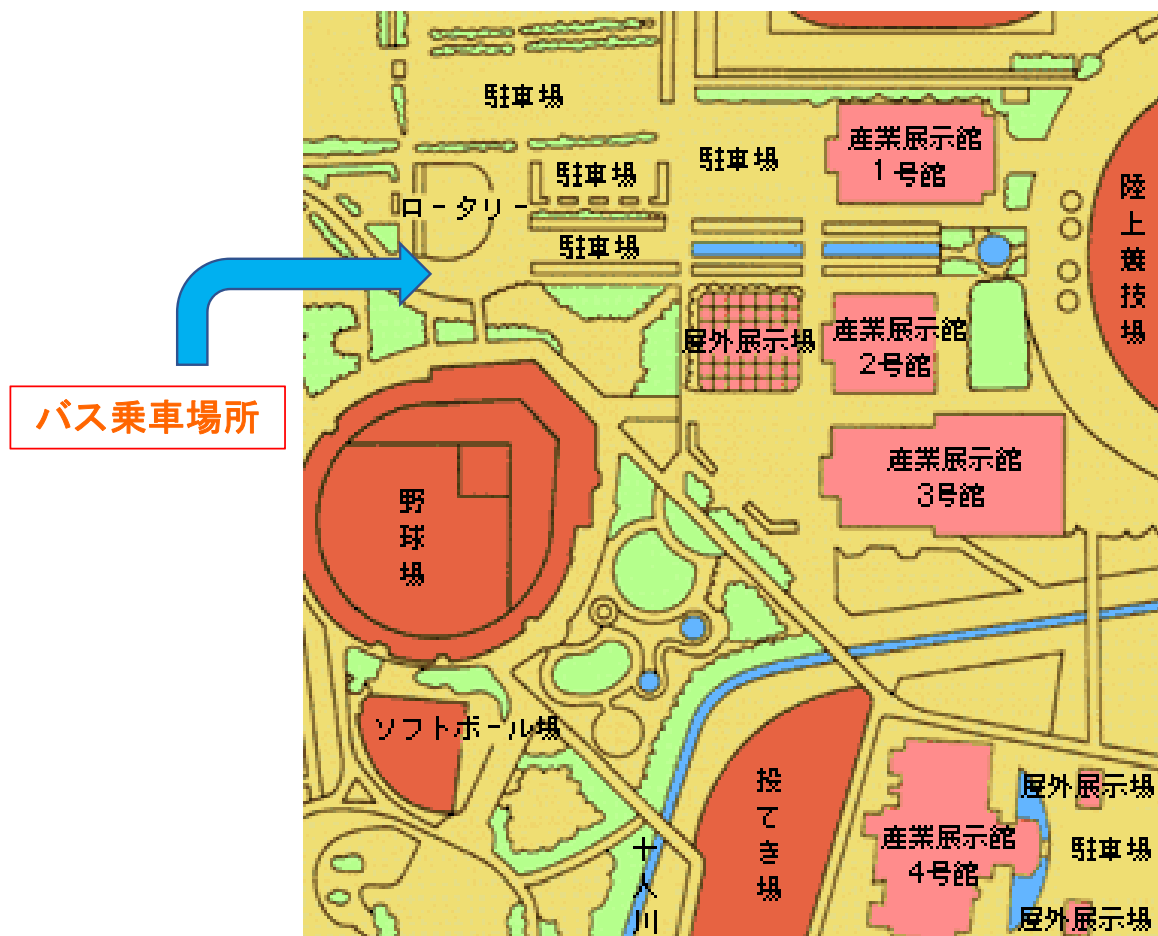 駐車場
産業展示館
1号館
駐車場
駐車場
ロータリー
駐車場
陸上競技場
バス乗車場所
屋外展示場
産業展示館
2号館
産業展示館
3号館
野球場
ソフトボール場
投てき場
屋外展示場
産業展示館
4号館
駐車場
十人川
屋外展示場